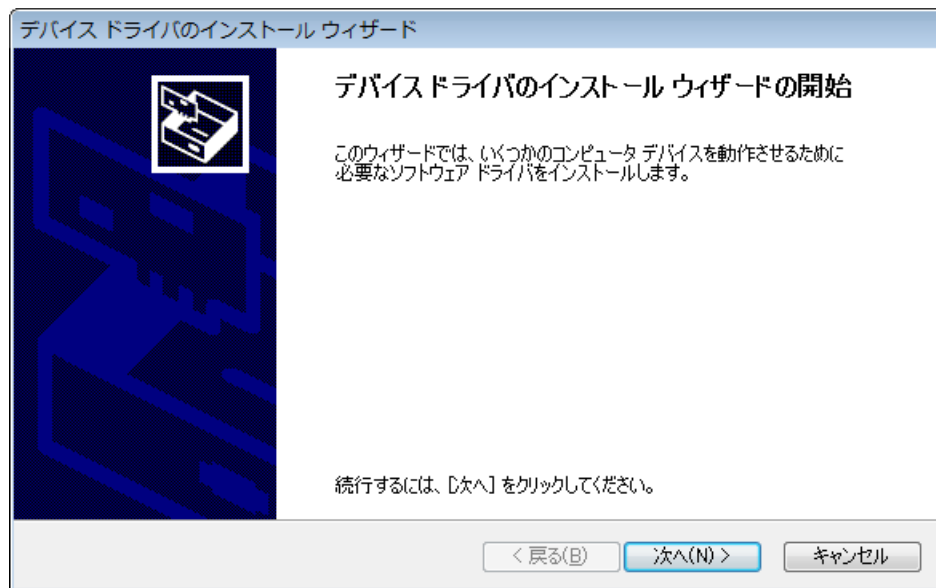 デバイス ドライバのインストール ウィザード
デバイス ドライバのインストール ウィザードの開始
このウィザードでは、いくつかのコンピュータ デバイスを動作させるために
必要なソフトウェア ドライバをインストールします。
続行するには、[次へ] をクリックしてください。
< 戻る(B)
次へ(N) >
キャンセル